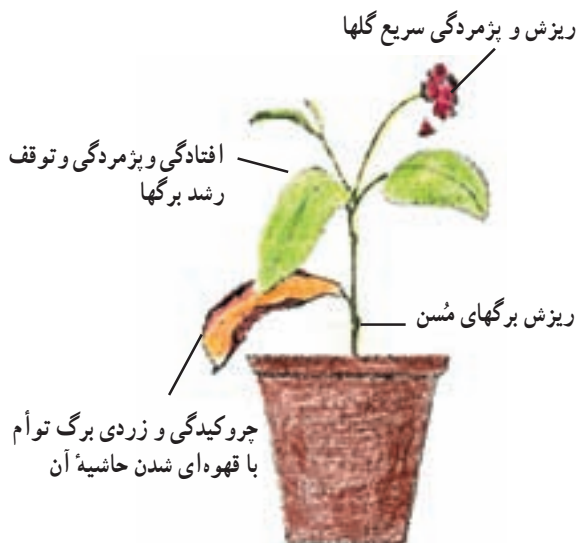 ریزش و پژمردگی سریع گلها
افتادگی و پژمردگی و توقف
رشد برگها
ریزش برگهای مُسن
چروکیدگی و زردی برگ توأم
با قهوه‌ای شدن حاشیهٔ آن